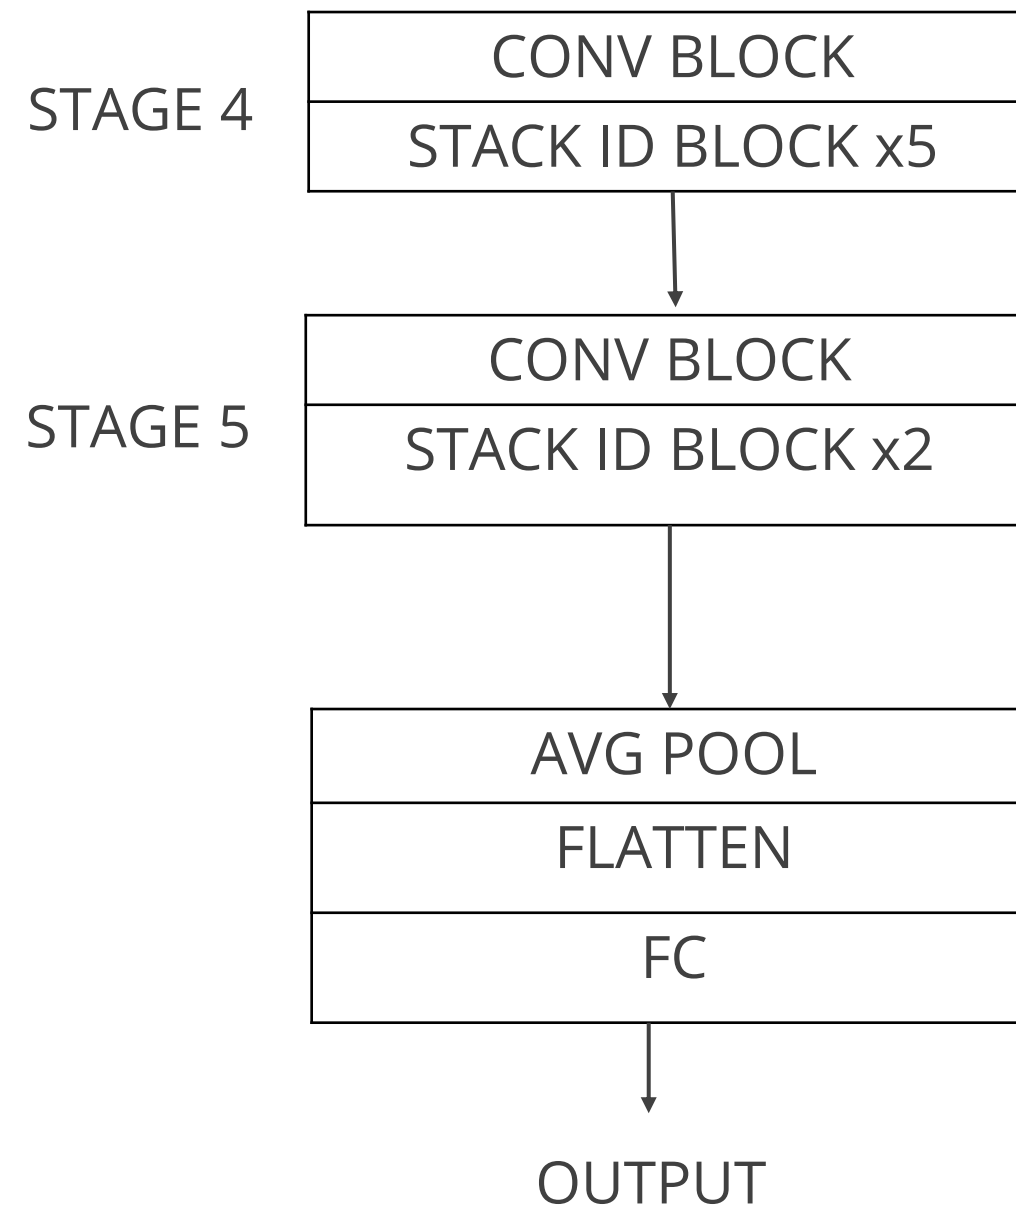 CONV BLOCK
STAGE 4
STACK ID BLOCK x5
CONV BLOCK
STAGE 5
STACK ID BLOCK x2
AVG POOL
FLATTEN
FC
OUTPUT